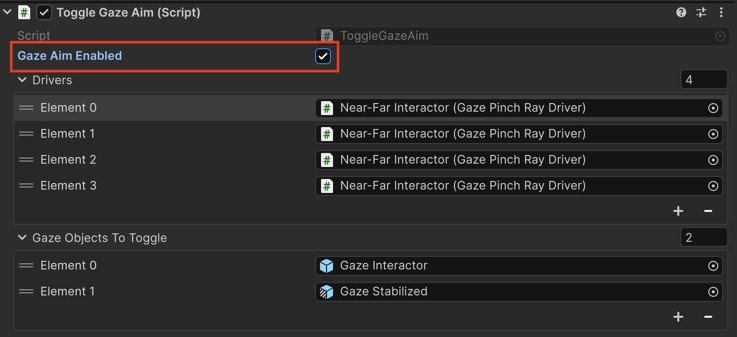 Toggle Gaze Aim (Script)
Script ToggleGazeAim
Gaze Aim Enabled
Drivers 4
Element 0 Near-Far Interactor (Gaze Pinch Ray Driver)
Element 1 Near-Far Interactor (Gaze Pinch Ray Driver)
Element 2 Near-Far Interactor (Gaze Pinch Ray Driver)
Element 3 Near-Far Interactor (Gaze Pinch Ray Driver)
Gaze Objects To Toggle 2
Element 0 Gaze Interactor
Element 1 Gaze Stabilized